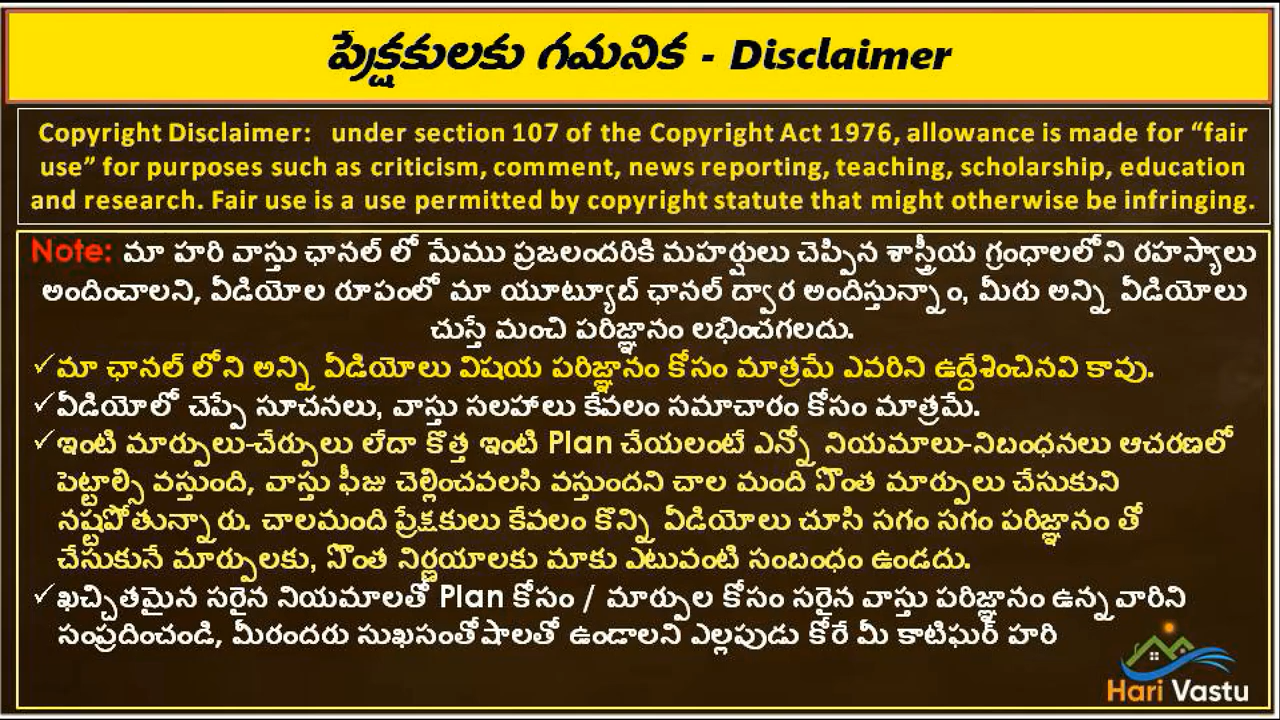 ప్రేక్షకులకు గమనిక - Disclaimer
Copyright Disclaimer: under section 107 of the Copyright Act 1976, allowance is made for “fair
use” for purposes such as criticism, comment, news reporting, teaching, scholarship, education
and research. Fair use is a use permitted by copyright statute that might otherwise be infringing.
Note: మా హరి వాస్తు ఛానల్ లో మేము ప్రజలందరికి మహర్షులు చెప్పిన శాస్త్రీయ గ్రంధాలలోని రహస్యాలు
అందించాలని, వీడియోల రూపంలో మా యూట్యూబ్ ఛానల్ ద్వార అందిస్తున్నాం, మీరు అన్ని వీడియోలు
చుస్తే మంచి పరిజ్ఞానం లభించగలదు.
✓మా ఛానల్ లోని అన్ని వీడియోలు విషయ పరిజ్ఞానం కోసం మాత్రమే ఎవరిని ఉద్దేశించినవి కావు.
✓వీడియోలో చెప్పే సూచనలు, వాస్తు సలహాలు కేవలం సమాచారం కోసం మాత్రమే.
✓ఇంటి మార్పులు-చేర్పులు లేదా కొత్త ఇంటి Plan చేయలంటే ఎన్నో నియమాలు-నిబంధనలు ఆచరణలో
పెట్టాల్సి వస్తుంది, వాస్తు ఫీజు చెల్లించవలసి వస్తుందని చాల మంది సొంత మార్పులు చేసుకుని
నష్టపోతున్నారు. చాలమంది ప్రేక్షకులు కేవలం కొన్ని వీడియోలు చూసి సగం సగం పరిజ్ఞానం తో
చేసుకునే మార్పులకు, సొంత నిర్ణయాలకు మాకు ఎటువంటి సంబంధం ఉండదు.
✓ఖచ్చితమైన సరైన నియమాలతో Plan కోసం / మార్పుల కోసం సరైన వాస్తు పరిజ్ఞానం ఉన్నవారిని
సంప్రదించండి, మీరందరు సుఖసంతోషాలతో ఉండాలని ఎల్లపుడు కోరే మీ కాటిఘర్ హరి
Hari Vastu